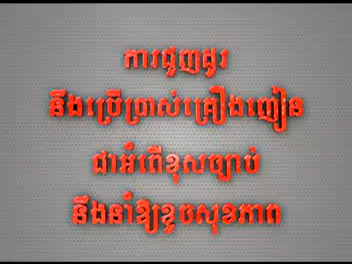 ការជួញដូរ
និងប្រើប្រាស់គ្រឿងញៀន
ជាអំពើខុសច្បាប់
និងនាំឱ្យខូចសុខភាព